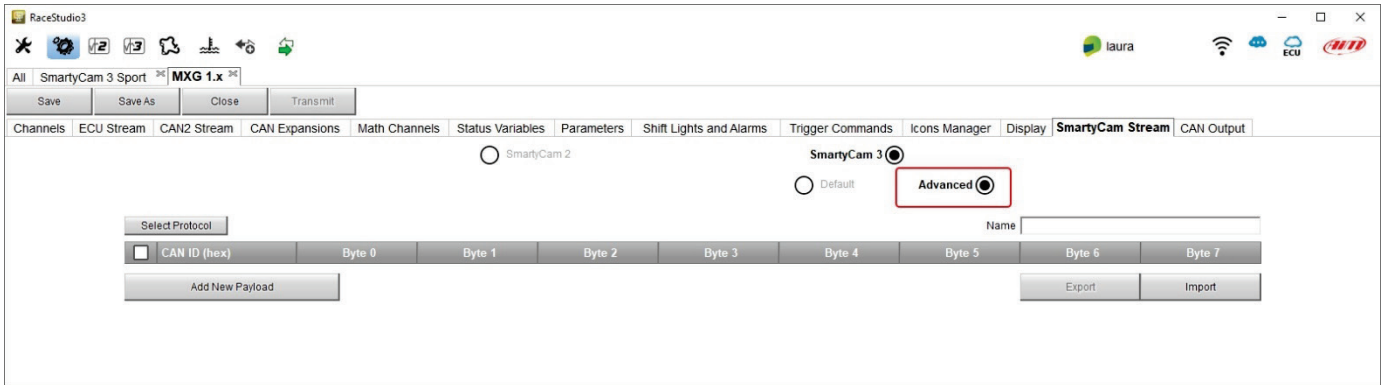 RaceStudio3
2 3 laura ECU AiM
All SmartyCam 3 Sport MXG 1.x
Save Save As Close Transmit
Channels ECU Stream CAN2 Stream CAN Expansions Math Channels Status Variables Parameters Shift Lights and Alarms Trigger Commands Icons Manager Display SmartyCam Stream CAN Output
SmartyCam 2 SmartyCam 3
Default Advanced
Select Protocol Name
CAN ID (hex) Byte 0 Byte 1 Byte 2 Byte 3 Byte 4 Byte 5 Byte 6 Byte 7
Add New Payload Export Import